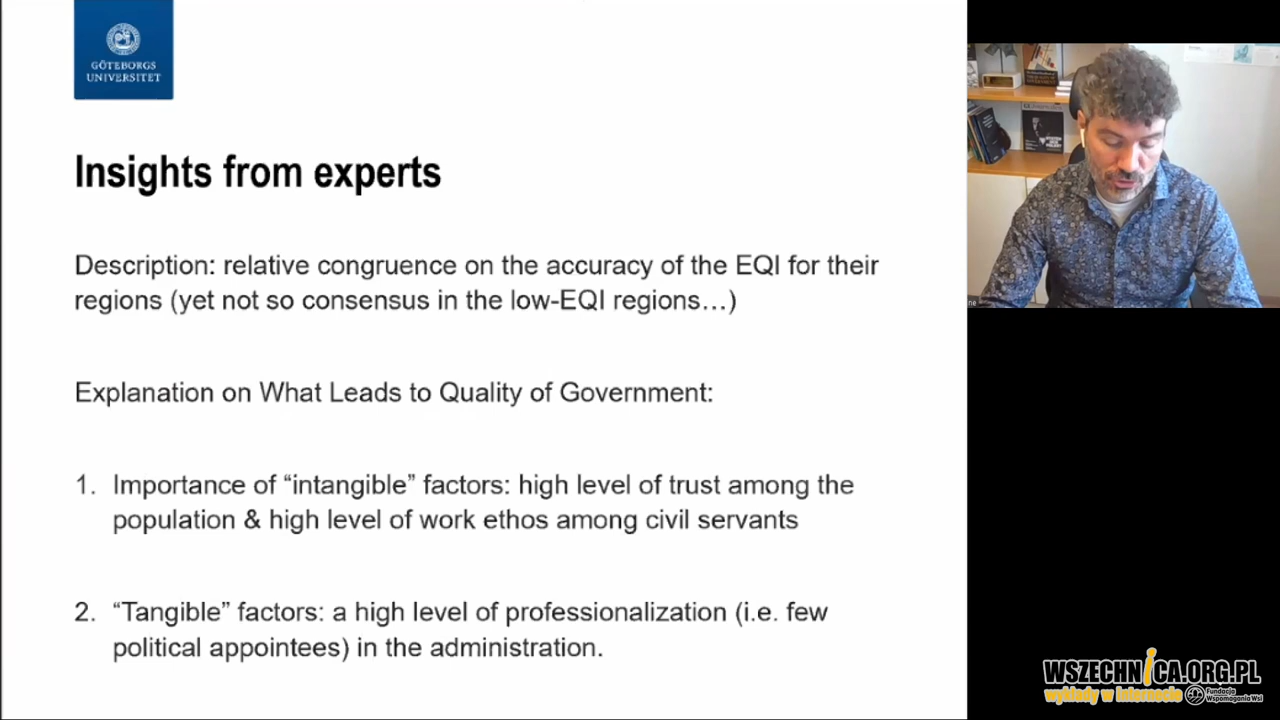 GÖTEBORGS
UNIVERSITET
Insights from experts
Description: relative congruence on the accuracy of the EQI for their
regions (yet not so consensus in the low-EQI regions…)
Explanation on What Leads to Quality of Government:
1. Importance of “intangible” factors: high level of trust among the
population & high level of work ethos among civil servants
2. “Tangible” factors: a high level of professionalization (i.e. few
political appointees) in the administration.
ne
WSZECHNICA.ORG.PL
wykłady w internecie
Fundacja
Wspomagania Wsi